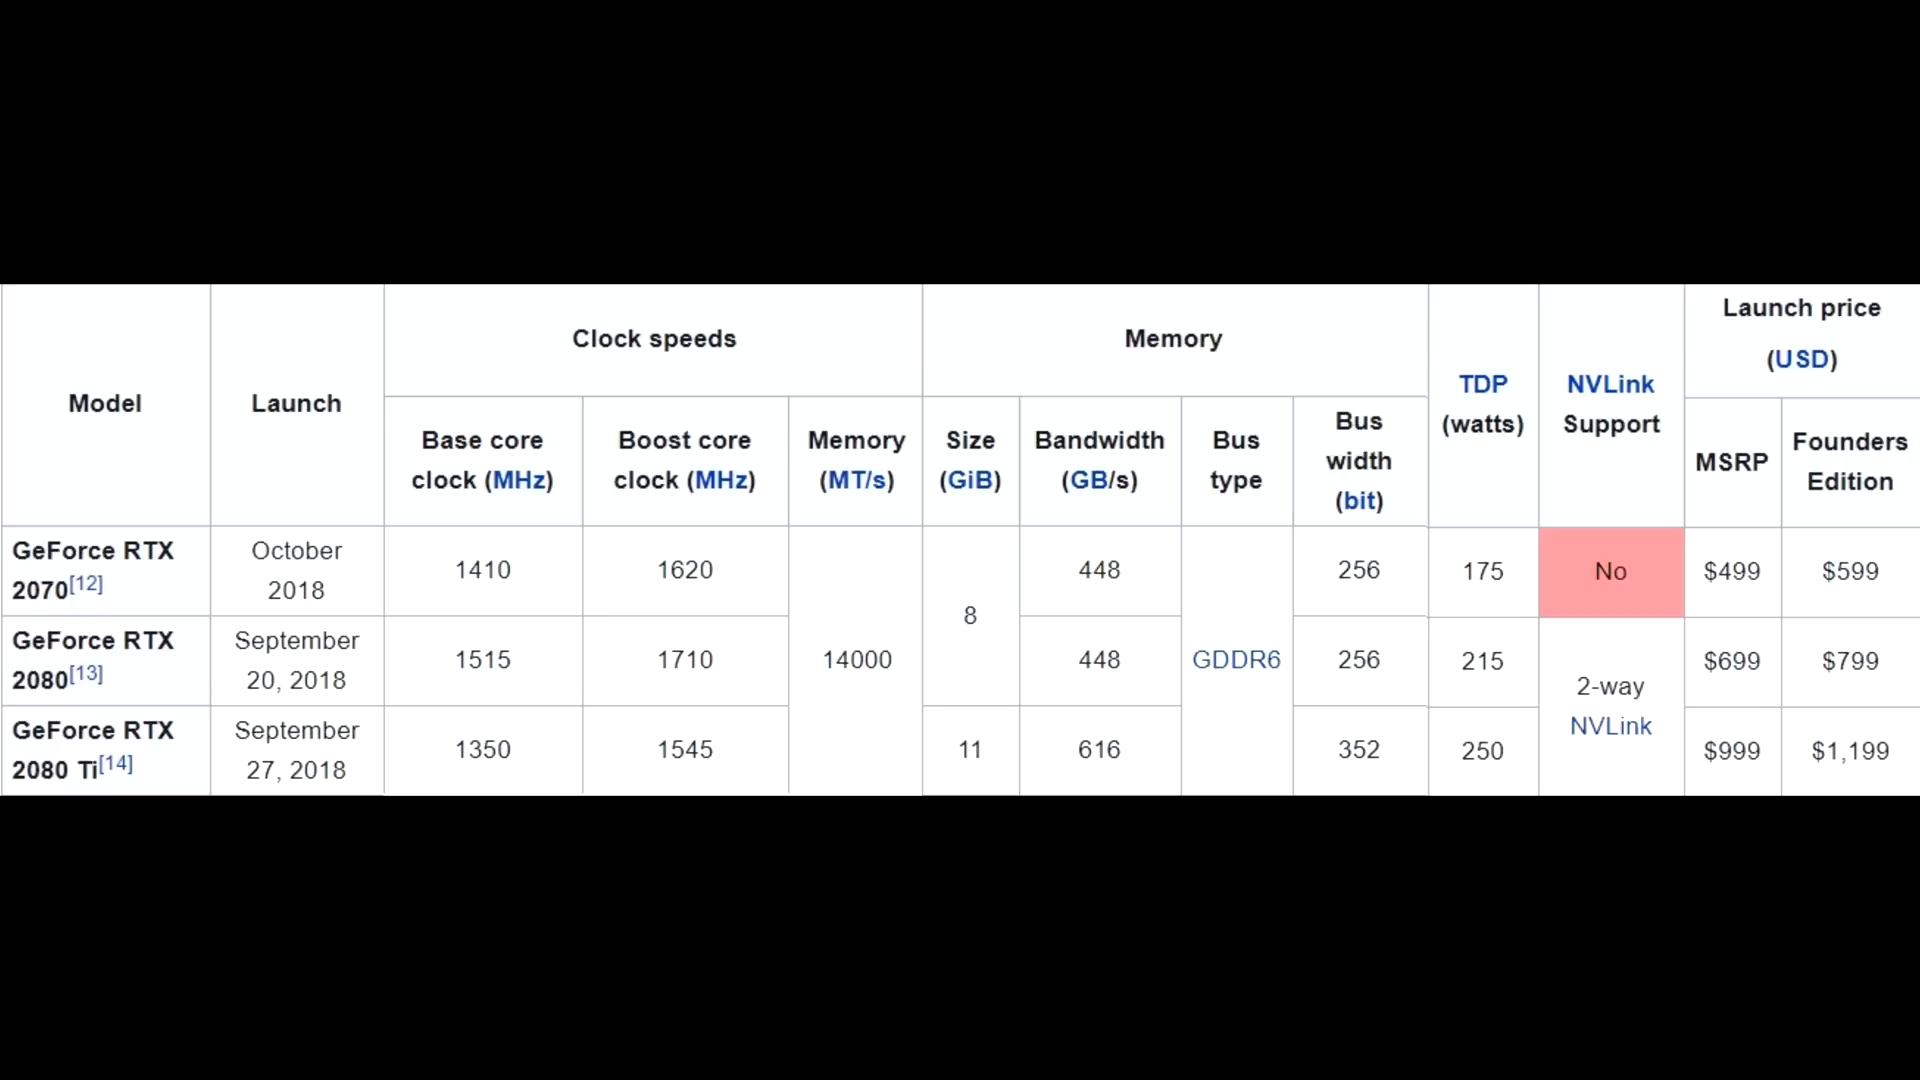 Model
Launch
Clock speeds
Memory
TDP
(watts)
NVLink
Support
Launch price
(USD)
Base core
clock (MHz)
Boost core
clock (MHz)
Memory
(MT/s)
Size
(GiB)
Bandwidth
(GB/s)
Bus
type
Bus
width
(bit)
MSRP
Founders
Edition
GeForce RTX
2070[12]
October
2018
1410
1620
14000
8
448
GDDR6
256
175
No
$499
$599
GeForce RTX
2080[13]
September
20, 2018
1515
1710
448
256
215
2-way
NVLink
$699
$799
GeForce RTX
2080 Ti[14]
September
27, 2018
1350
1545
11
616
352
250
$999
$1,199